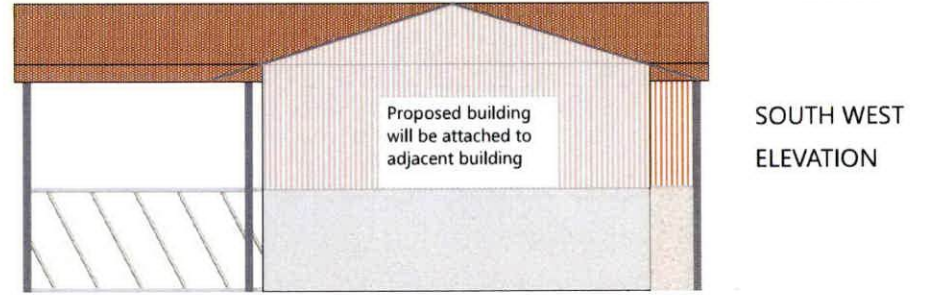 Proposed building
will be attached to
adjacent building
SOUTH WEST
ELEVATION